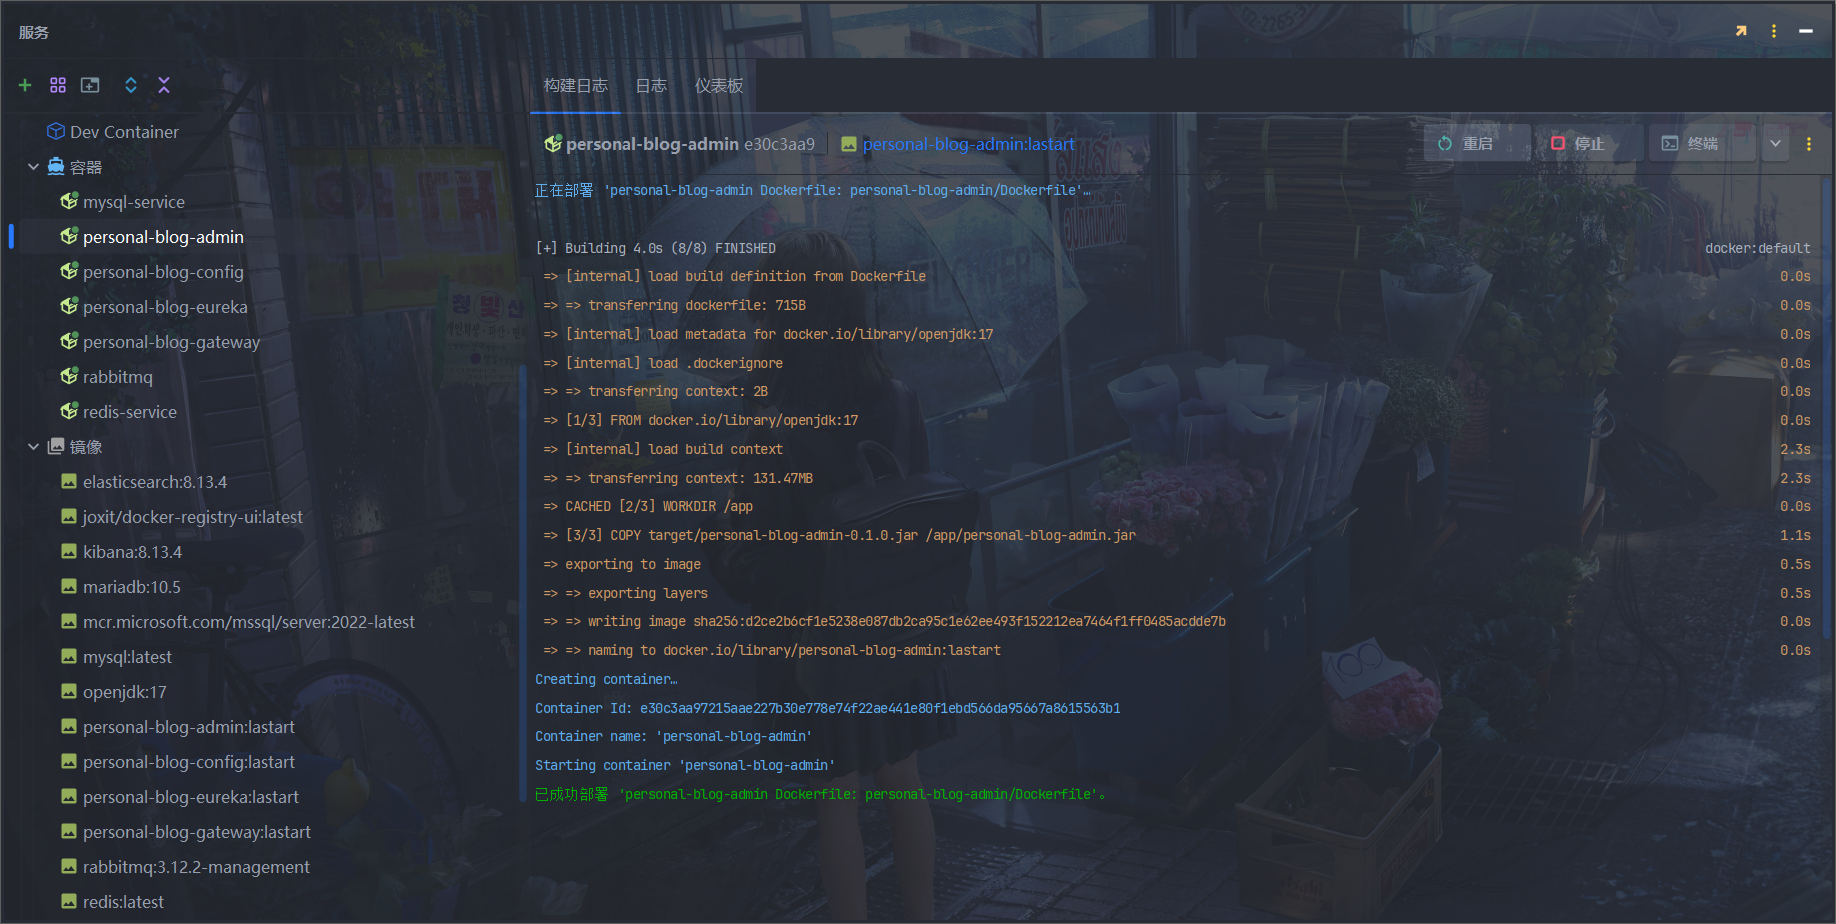 服务
构建日志 日志 仪表板
Dev Container
容器
mysql-service
personal-blog-admin
personal-blog-config
personal-blog-eureka
personal-blog-gateway
rabbitmq
redis-service
镜像
elasticsearch:8.13.4
joxit/docker-registry-ui:latest
kibana:8.13.4
mariadb:10.5
mcr.microsoft.com/mssql/server:2022-latest
mysql:latest
openjdk:17
personal-blog-admin:lastart
personal-blog-config:lastart
personal-blog-eureka:lastart
personal-blog-gateway:lastart
rabbitmq:3.12.2-management
redis:latest
personal-blog-admin e30c3aa9 personal-blog-admin:lastart 重启 停止 终端
正在部署 'personal-blog-admin Dockerfile: personal-blog-admin/Dockerfile'…
[+] Building 4.0s (8/8) FINISHED docker:default
=> [internal] load build definition from Dockerfile 0.0s
=> => transferring dockerfile: 715B 0.0s
=> [internal] load metadata for docker.io/library/openjdk:17 0.0s
=> [internal] load .dockerignore 0.0s
=> => transferring context: 2B 0.0s
=> [1/3] FROM docker.io/library/openjdk:17 0.0s
=> [internal] load build context 2.3s
=> => transferring context: 131.47MB 2.3s
=> CACHED [2/3] WORKDIR /app 0.0s
=> [3/3] COPY target/personal-blog-admin-0.1.0.jar /app/personal-blog-admin.jar 1.1s
=> exporting to image 0.5s
=> => exporting layers 0.5s
=> => writing image sha256:d2ce2b6cf1e5238e087db2ca95c1e62ee493f152212ea7464f1ff0485acdde7b 0.0s
=> => naming to docker.io/library/personal-blog-admin:lastart 0.0s
Creating container…
Container Id: e30c3aa97215aae227b30e778e74f22ae441e80f1ebd566da95667a8615563b1
Container name: 'personal-blog-admin'
Starting container 'personal-blog-admin'
已成功部署 'personal-blog-admin Dockerfile: personal-blog-admin/Dockerfile'。